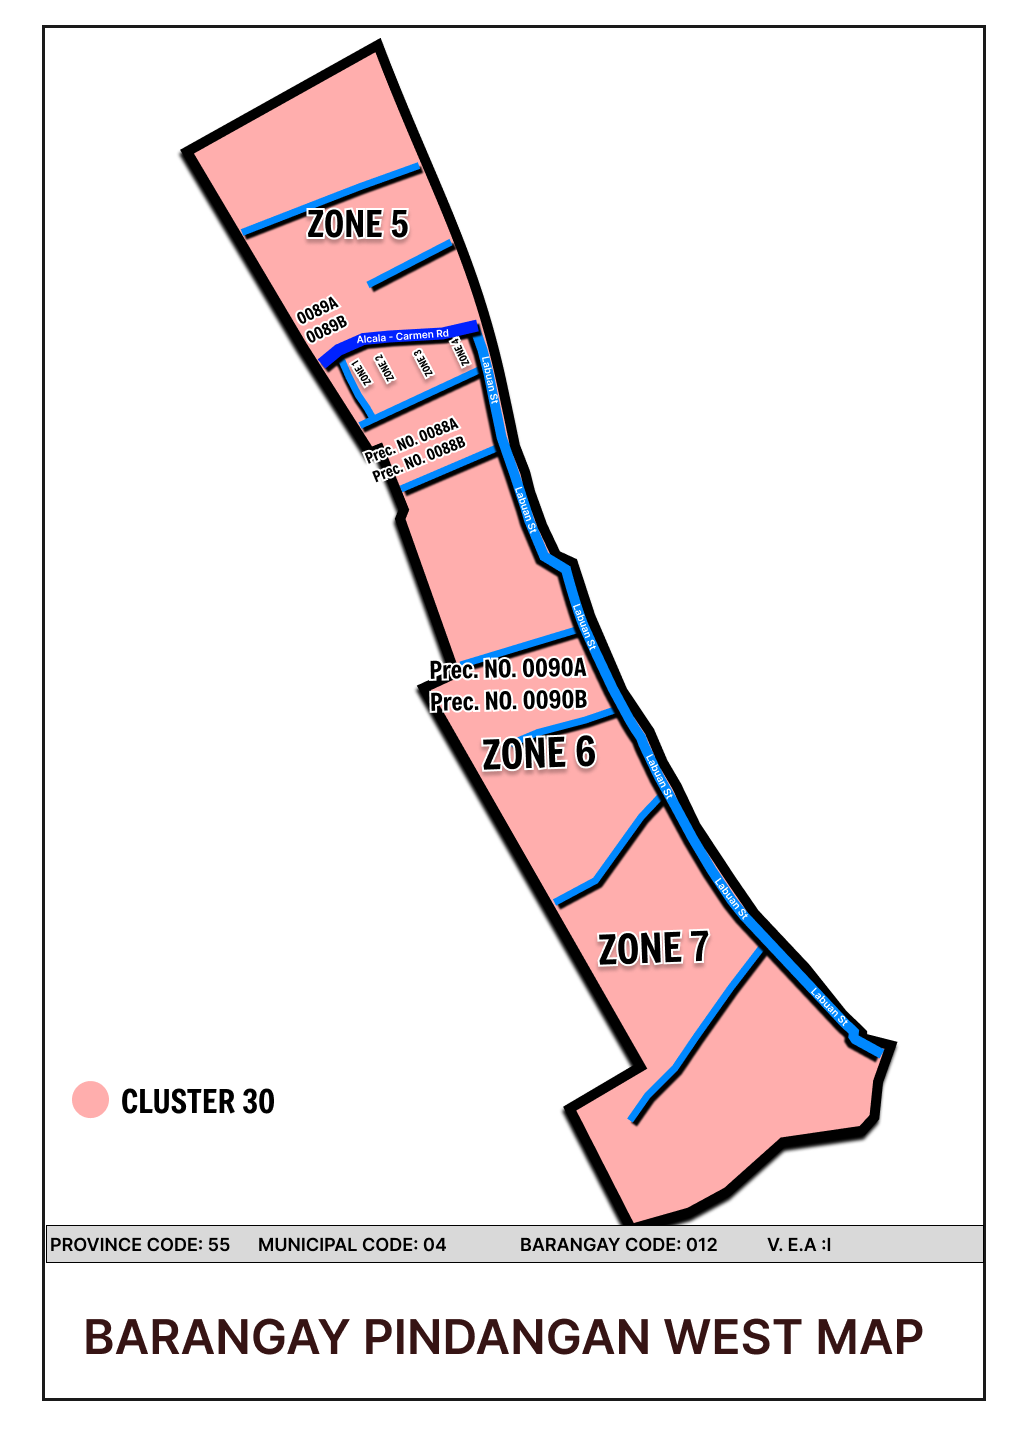 ZONE 5
0089A
0089B
Alcala - Carmen Rd
ZONE 1
ZONE 2
ZONE 3
ZONE 4
Labuan St
Prec. NO. 0088A
Prec. NO. 0088B
Labuan St
Labuan St
Prec. NO. 0090A
Prec. NO. 0090B
ZONE 6
Labuan St
Labuan St
ZONE 7
Labuan St
CLUSTER 30
PROVINCE CODE: 55 MUNICIPAL CODE: 04 BARANGAY CODE: 012 V. E.A :I
BARANGAY PINDANGAN WEST MAP